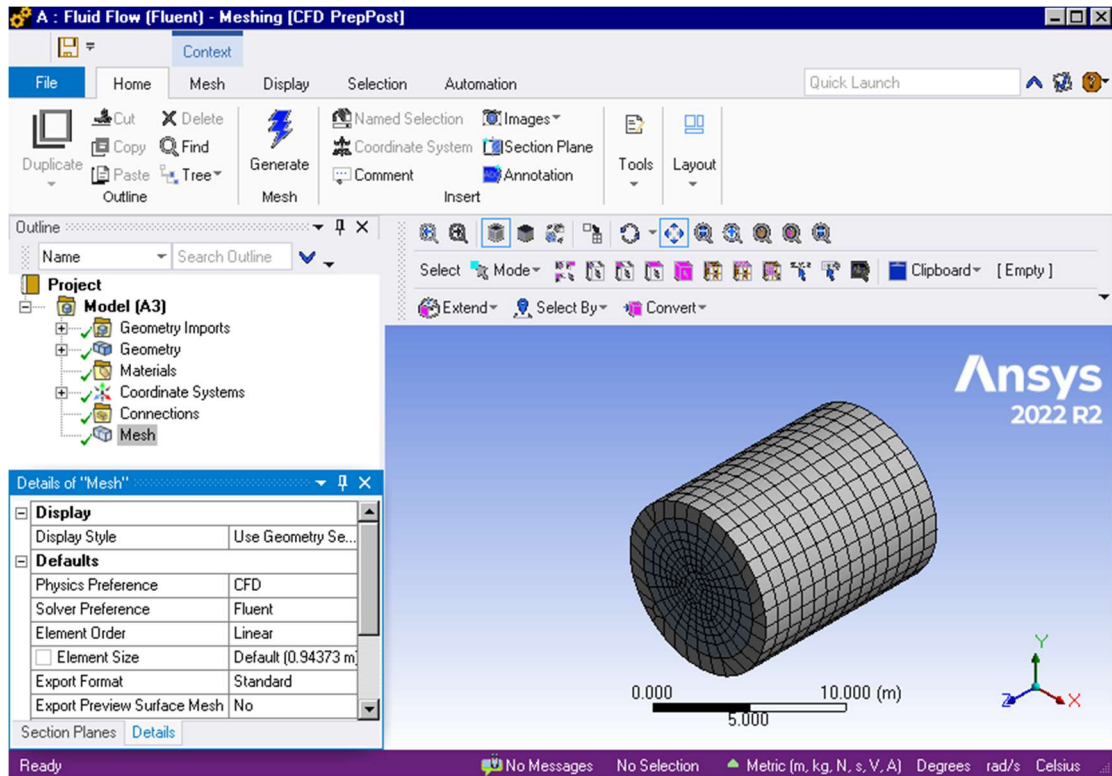 A : Fluid Flow (Fluent) - Meshing [CFD PrepPost]
Context
File Home Mesh Display Selection Automation Quick Launch
Duplicate
Cut
Copy
Paste
Delete
Find
Tree
Outline
Generate
Mesh
Named Selection
Coordinate System
Comment
Images
Section Plane
Annotation
Insert
Tools
Layout
Outline
Name Search Outline
Project
Model (A3)
Geometry Imports
Geometry
Materials
Coordinate Systems
Connections
Mesh
Select Mode Clipboard [ Empty ]
Extend Select By Convert
Ansys
2022 R2
Details of "Mesh"
Display
Display Style Use Geometry Se...
Defaults
Physics Preference CFD
Solver Preference Fluent
Element Order Linear
Element Size Default (0.94373 m)
Export Format Standard
Export Preview Surface Mesh No
Section Planes Details
0.000 10.000 (m)
5.000
Y
Z X
Ready No Messages No Selection Metric (m, kg, N, s, V, A) Degrees rad/s Celsius